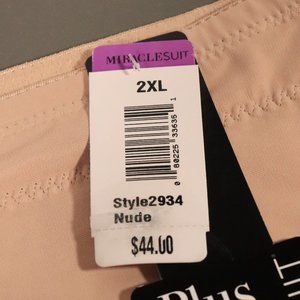 MIRACLESUIT
2XL
0 80225 33635 1
Style2934
Nude
$44.00
Plus